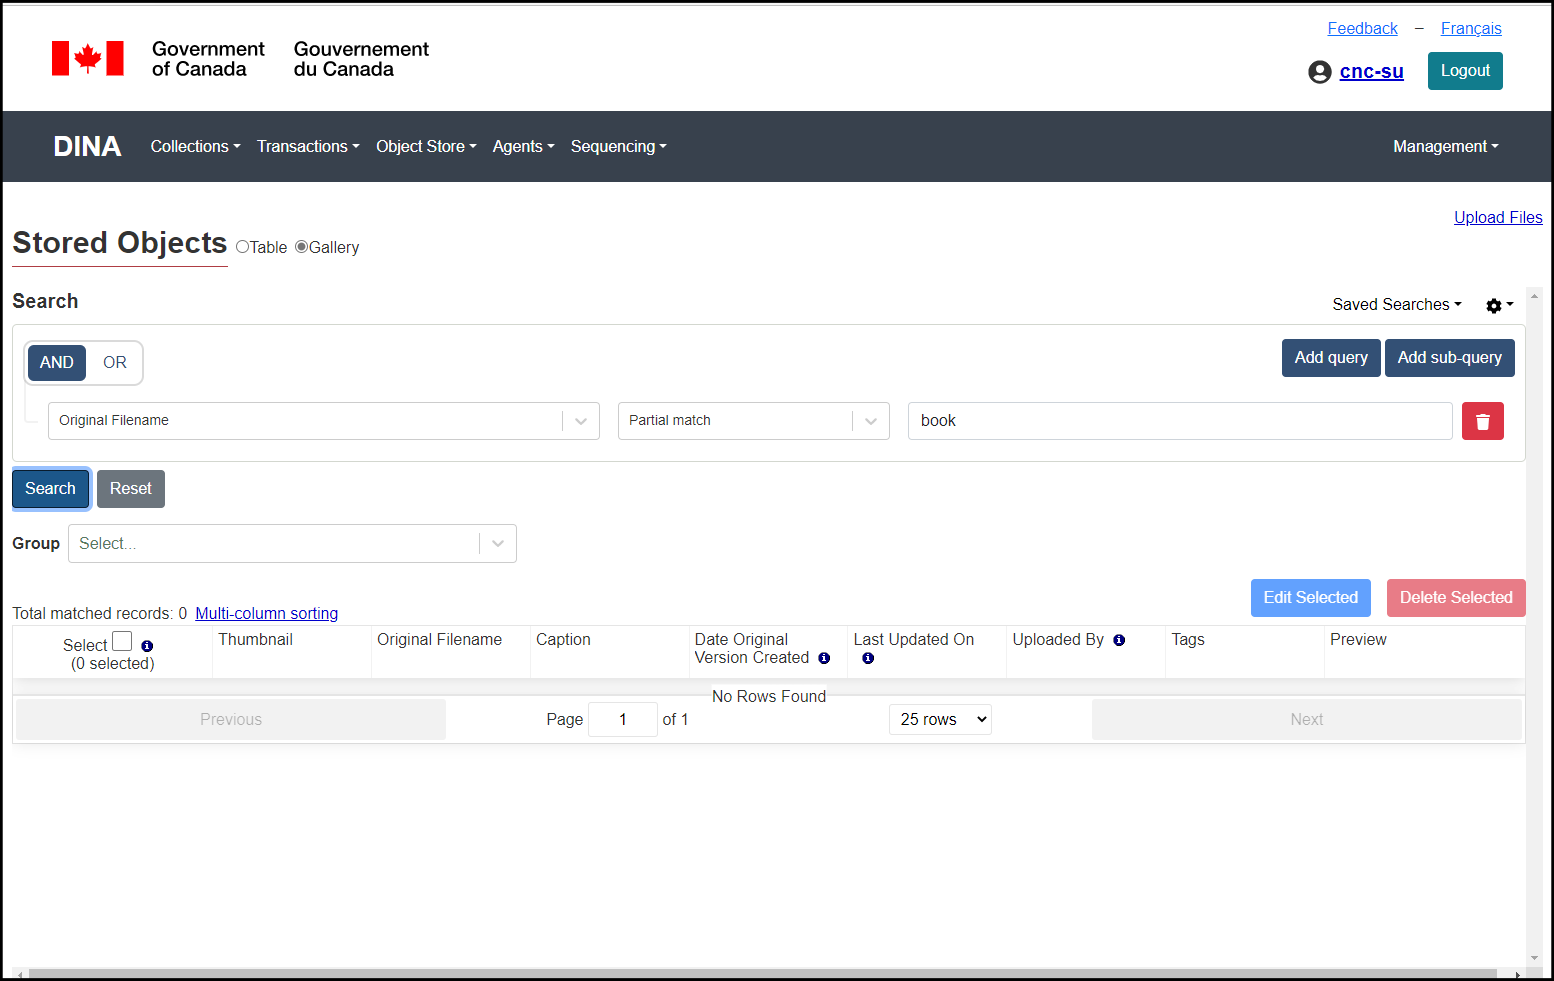 Government of Canada
Gouvernement du Canada
Feedback – Français
cnc-su
Logout
DINA Collections Transactions Object Store Agents Sequencing Management
Upload Files
Stored Objects Table Gallery
Search
Saved Searches
AND OR
Add query Add sub-query
Original Filename Partial match book
Search Reset
Group Select...
Edit Selected Delete Selected
Total matched records: 0 Multi-column sorting
Select (0 selected)
Thumbnail
Original Filename
Caption
Date Original Version Created
Last Updated On
Uploaded By
Tags
Preview
No Rows Found
Previous Page 1 of 1 25 rows Next